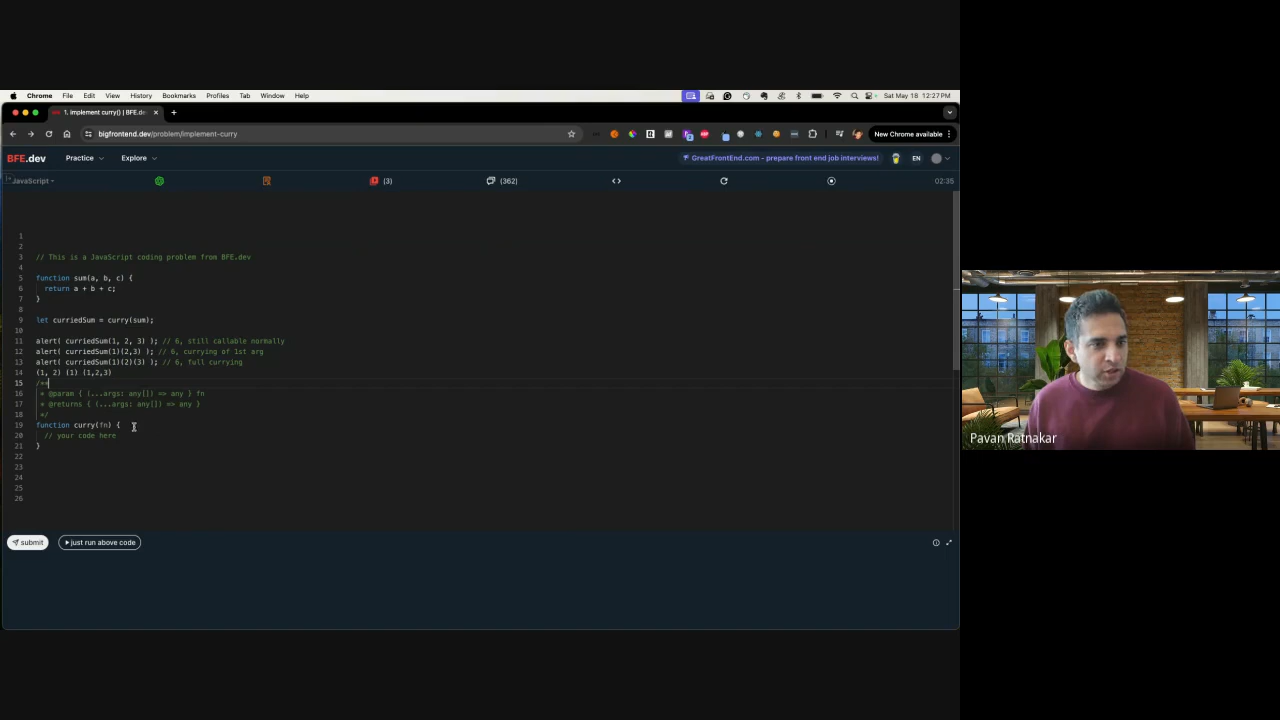 Chrome File Edit View History Bookmarks Profiles Tab Window Help Sat May 18 12:27PM
1. implement curry() | BFE.de
bigfrontend.dev/problem/implement-curry New Chrome available
BFE.dev Practice Explore GreatFrontEnd.com - prepare front end job interviews! EN
JavaScript (3) (362) 02:35
1
2
3 // This is a JavaScript coding problem from BFE.dev
4
5 function sum(a, b, c) {
6 return a + b + c;
7 }
8
9 let curriedSum = curry(sum);
10
11 alert( curriedSum(1, 2, 3) ); // 6, still callable normally
12 alert( curriedSum(1)(2,3) ); // 6, currying of 1st arg
13 alert( curriedSum(1)(2)(3) ); // 6, full currying
14 (1, 2) (1) (1,2,3)
15 /**
16 * @param { (...args: any[]) => any } fn
17 * @returns { (...args: any[]) => any }
18 */
19 function curry(fn) {
20 // your code here
21 }
22
23
24
25
26
submit just run above code
Pavan Ratnakar